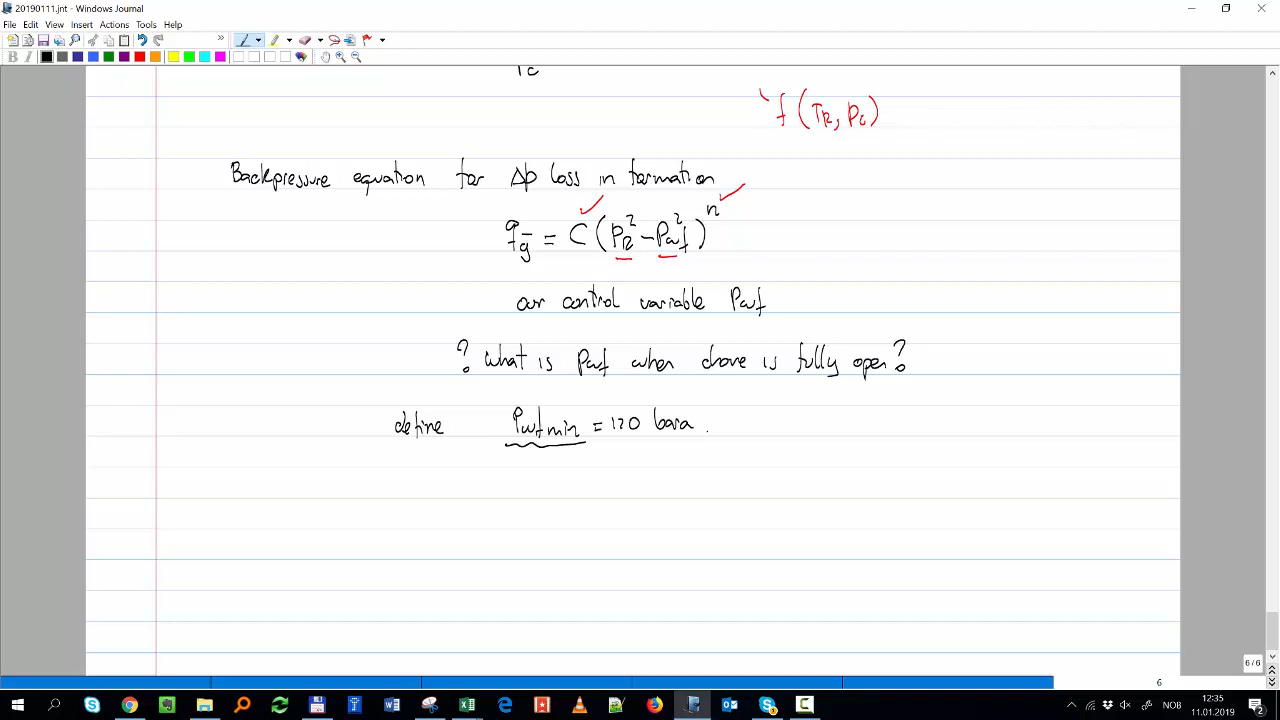 20190111.jnt - Windows Journal
File Edit View Insert Actions Tools Help
Tc
f(TR, Pc)
Backpressure equation for Δp loss in formation
qg̅ = C (PR² - Pwf²)ⁿ
our control variable Pwf
? What is Pwf when choke is fully open?
define Pwfmin = 120 bara.
6/6
6
NOB
12:35
11.01.2019